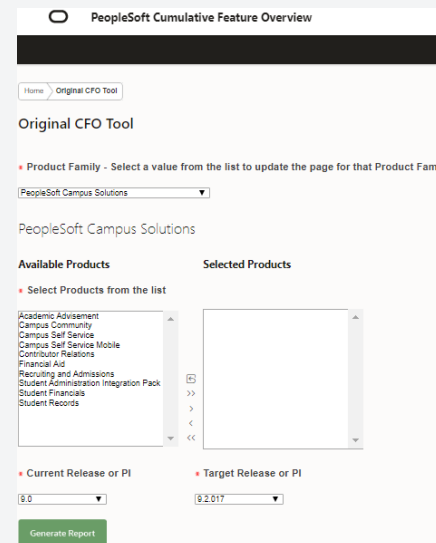 PeopleSoft Cumulative Feature Overview
Home Original CFO Tool
Original CFO Tool
* Product Family - Select a value from the list to update the page for that Product Fam
PeopleSoft Campus Solutions
PeopleSoft Campus Solutions
Available Products Selected Products
* Select Products from the list
Academic Advisement
Campus Community
Campus Self Service
Campus Self Service Mobile
Contributor Relations
Financial Aid
Recruiting and Admissions
Student Administration Integration Pack
Student Financials
Student Records
* Current Release or PI * Target Release or PI
9.0 9.2.017
Generate Report